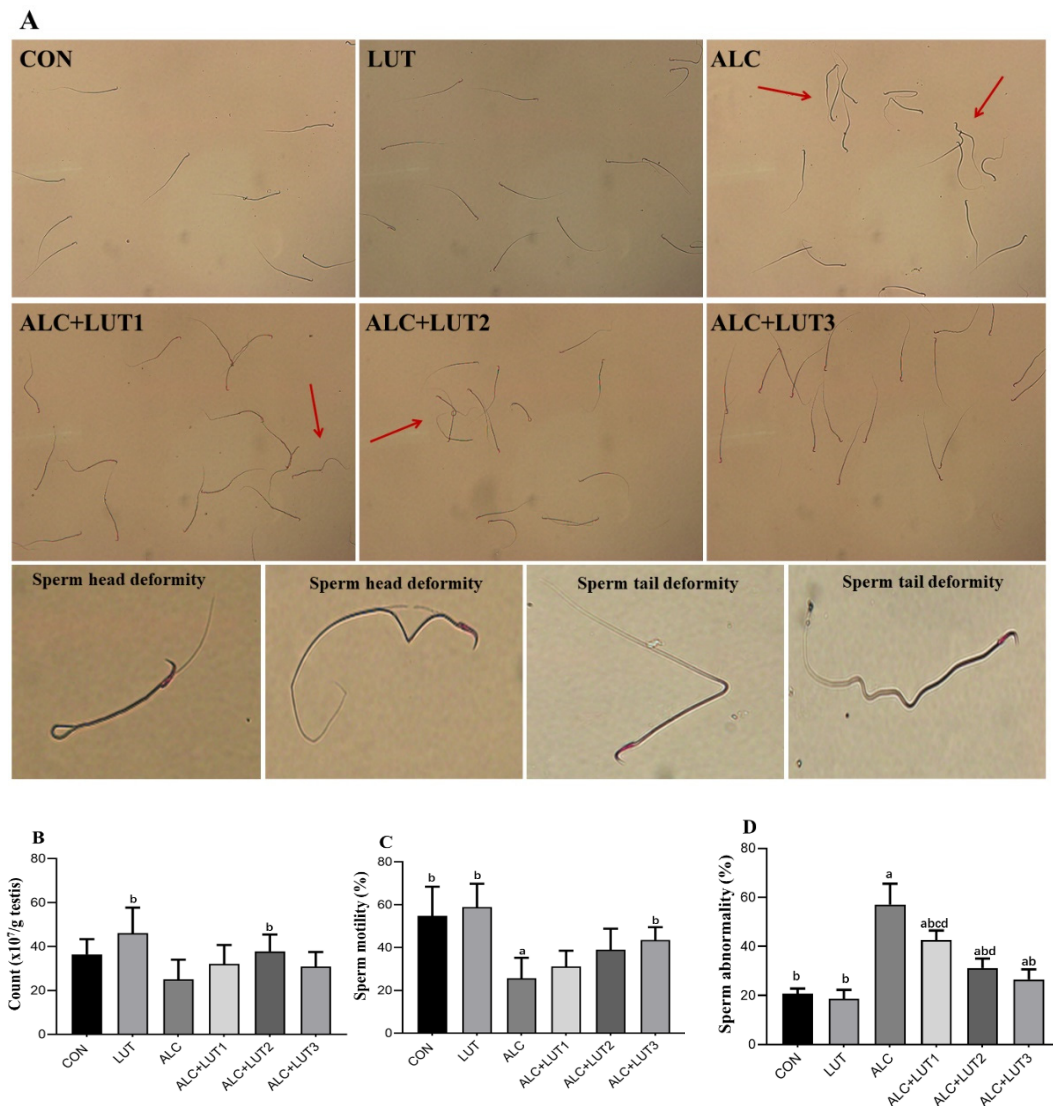 A
CON
LUT
ALC
ALC+LUT1
ALC+LUT2
ALC+LUT3
Sperm head deformity
Sperm head deformity
Sperm tail deformity
Sperm tail deformity
B
Count (x10⁷/g testis)
80
60
40
20
0
b
b
CON
LUT
ALC
ALC+LUT1
ALC+LUT2
ALC+LUT3
C
Sperm motility (%)
80
60
40
20
0
b
b
a
b
CON
LUT
ALC
ALC+LUT1
ALC+LUT2
ALC+LUT3
D
Sperm abnormality (%)
80
60
40
20
0
b
b
a
abcd
abd
ab
CON
LUT
ALC
ALC+LUT1
ALC+LUT2
ALC+LUT3